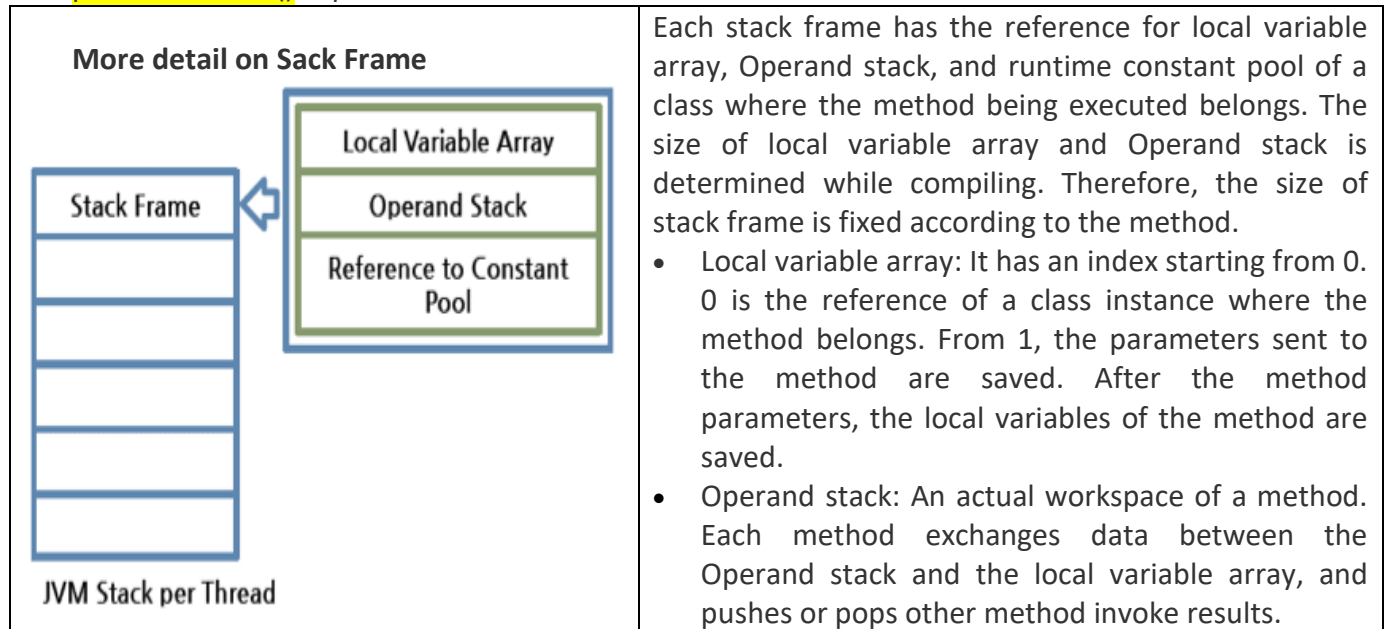 More detail on Sack Frame
Local Variable Array
Stack Frame
Operand Stack
Reference to Constant
Pool
JVM Stack per Thread
Each stack frame has the reference for local variable
array, Operand stack, and runtime constant pool of a
class where the method being executed belongs. The
size of local variable array and Operand stack is
determined while compiling. Therefore, the size of
stack frame is fixed according to the method.
• Local variable array: It has an index starting from 0.
0 is the reference of a class instance where the
method belongs. From 1, the parameters sent to
the method are saved. After the method
parameters, the local variables of the method are
saved.
• Operand stack: An actual workspace of a method.
Each method exchanges data between the
Operand stack and the local variable array, and
pushes or pops other method invoke results.